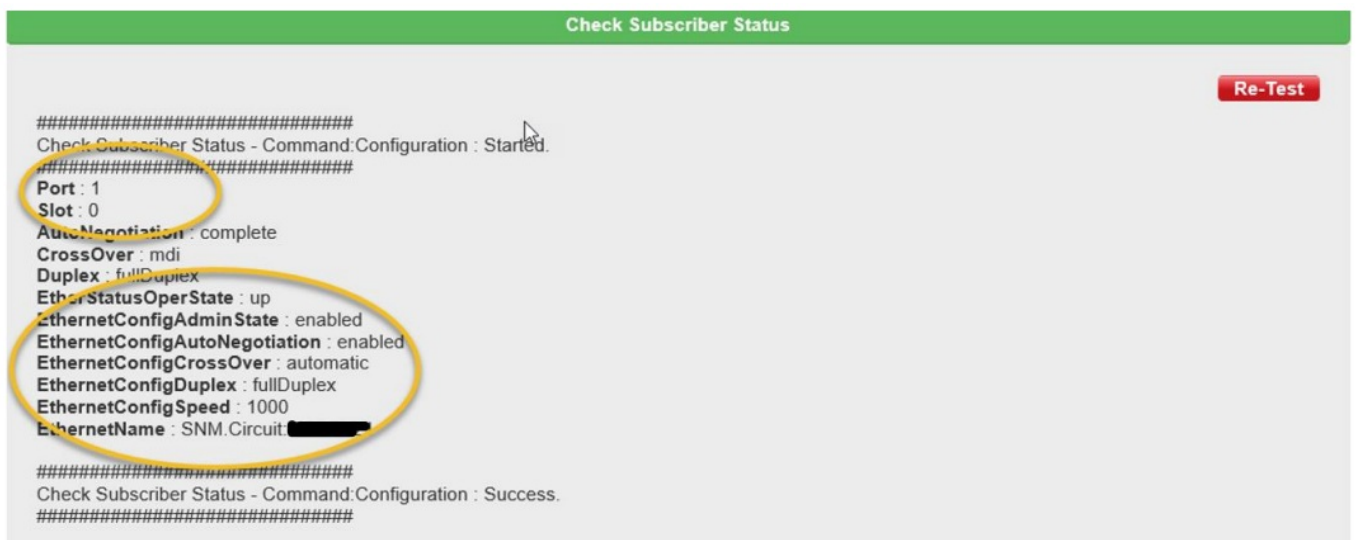 Check Subscriber Status
Re-Test
##############################
Check Subscriber Status - Command:Configuration : Started.
##############################
Port : 1
Slot : 0
AutoNegotiation : complete
CrossOver : mdi
Duplex : fullDuplex
EtherStatusOperState : up
EthernetConfigAdminState : enabled
EthernetConfigAutoNegotiation : enabled
EthernetConfigCrossOver : automatic
EthernetConfigDuplex : fullDuplex
EthernetConfigSpeed : 1000
EthernetName : SNM.Circuit:
##############################
Check Subscriber Status - Command:Configuration : Success.
##############################